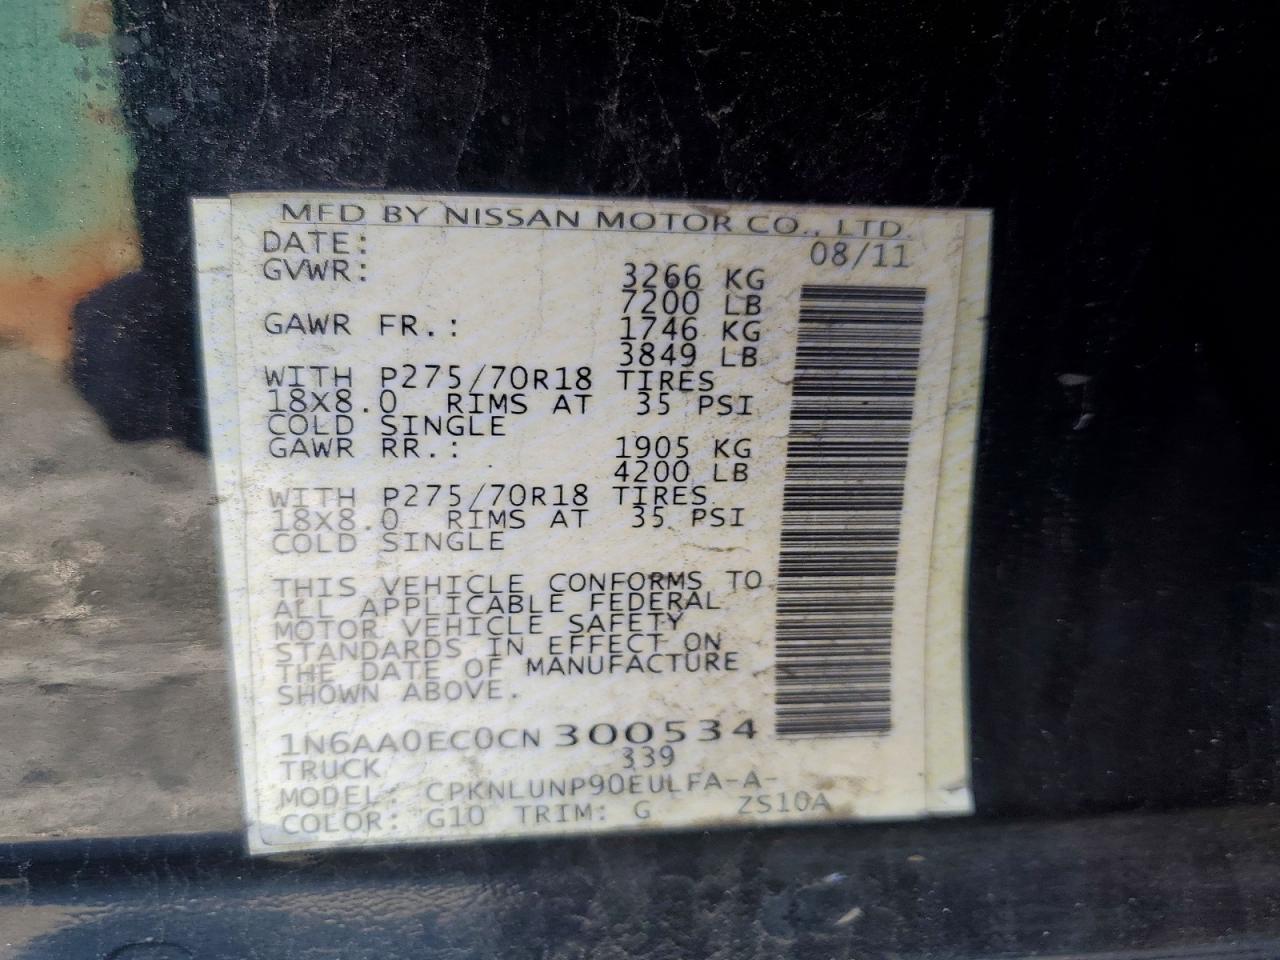 MFD BY NISSAN MOTOR CO., LTD.
DATE: 08/11
GVWR: 3266 KG
7200 LB
GAWR FR.: 1746 KG
3849 LB
WITH P275/70R18 TIRES
18X8.0 RIMS AT 35 PSI
COLD SINGLE
GAWR RR.: 1905 KG
4200 LB
WITH P275/70R18 TIRES
18X8.0 RIMS AT 35 PSI
COLD SINGLE
THIS VEHICLE CONFORMS TO
ALL APPLICABLE FEDERAL
MOTOR VEHICLE SAFETY
STANDARDS IN EFFECT ON
THE DATE OF MANUFACTURE
SHOWN ABOVE.
1N6AA0EC0CN300534
TRUCK 339
MODEL: CPKNLUNP90EULFA-A-
COLOR: G10 TRIM: G ZS10A